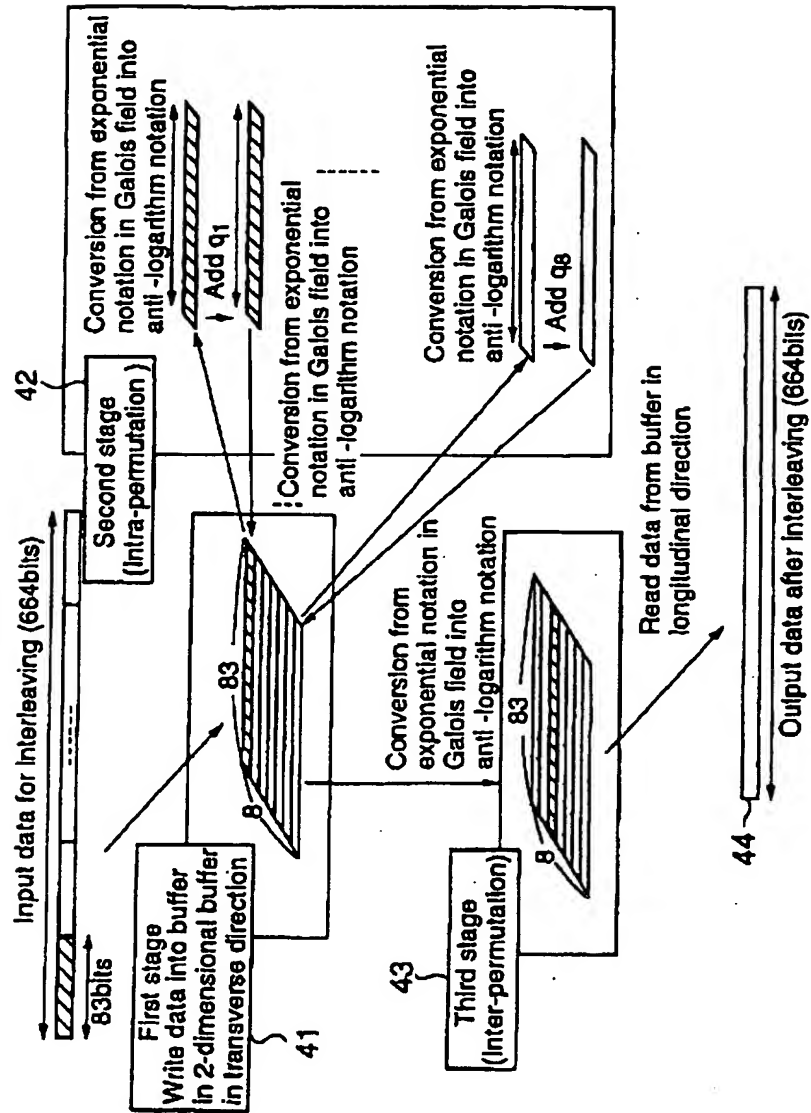 Input data for interleaving (664bits)
83bits
First stage
Write data into buffer
in 2-dimensional buffer
in transverse direction
41
83
8
Second stage
(Intra-permutation)
42
Conversion from exponential
notation in Galois field into
anti -logarithm notation
Add q1
Conversion from exponential
notation in Galois field into
anti -logarithm notation
Conversion from exponential
notation in Galois field into
anti -logarithm notation
Add q8
Conversion from
exponential notation in
Galois field into
anti -logarithm notation
Third stage
(Inter-permutation)
43
83
8
Read data from buffer in
longitudinal direction
44
Output data after interleaving (664bits)